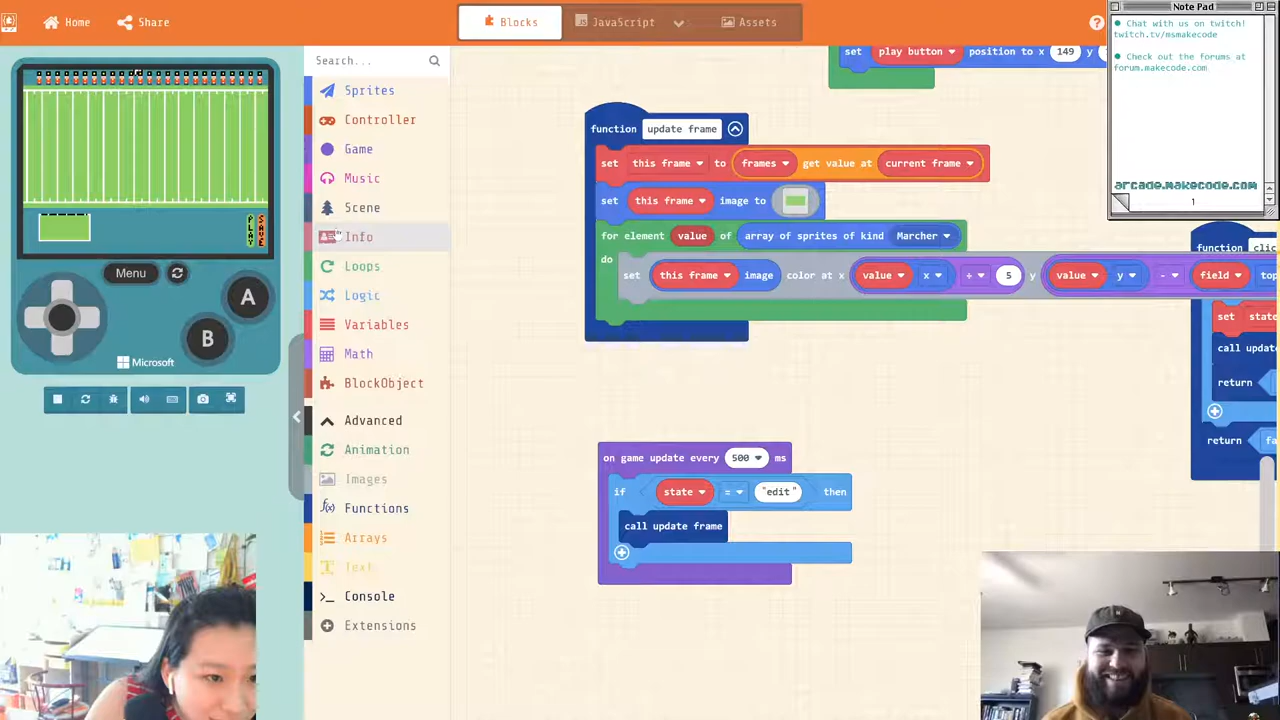 Home
Share
Blocks
JavaScript
Assets
?
Note Pad
Chat with us on twitch!
twitch.tv/msmakecode
Check out the forums at
forum.makecode.com
arcade.makecode.com
1
Search...
Sprites
Controller
Game
Music
Scene
Info
Loops
Logic
Variables
Math
BlockObject
Advanced
Animation
Images
Functions
Arrays
Text
Console
Extensions
PLAY
SAVE
Menu
A
B
Microsoft
set play button position to x 149 y
function update frame
set this frame to frames get value at current frame
set this frame image to
for element value of array of sprites of kind Marcher
do set this frame image color at x value x ÷ 5 y value y - field top
on game update every 500 ms
if state = "edit" then
call update frame
function clic
set state
call updat
return
return fa